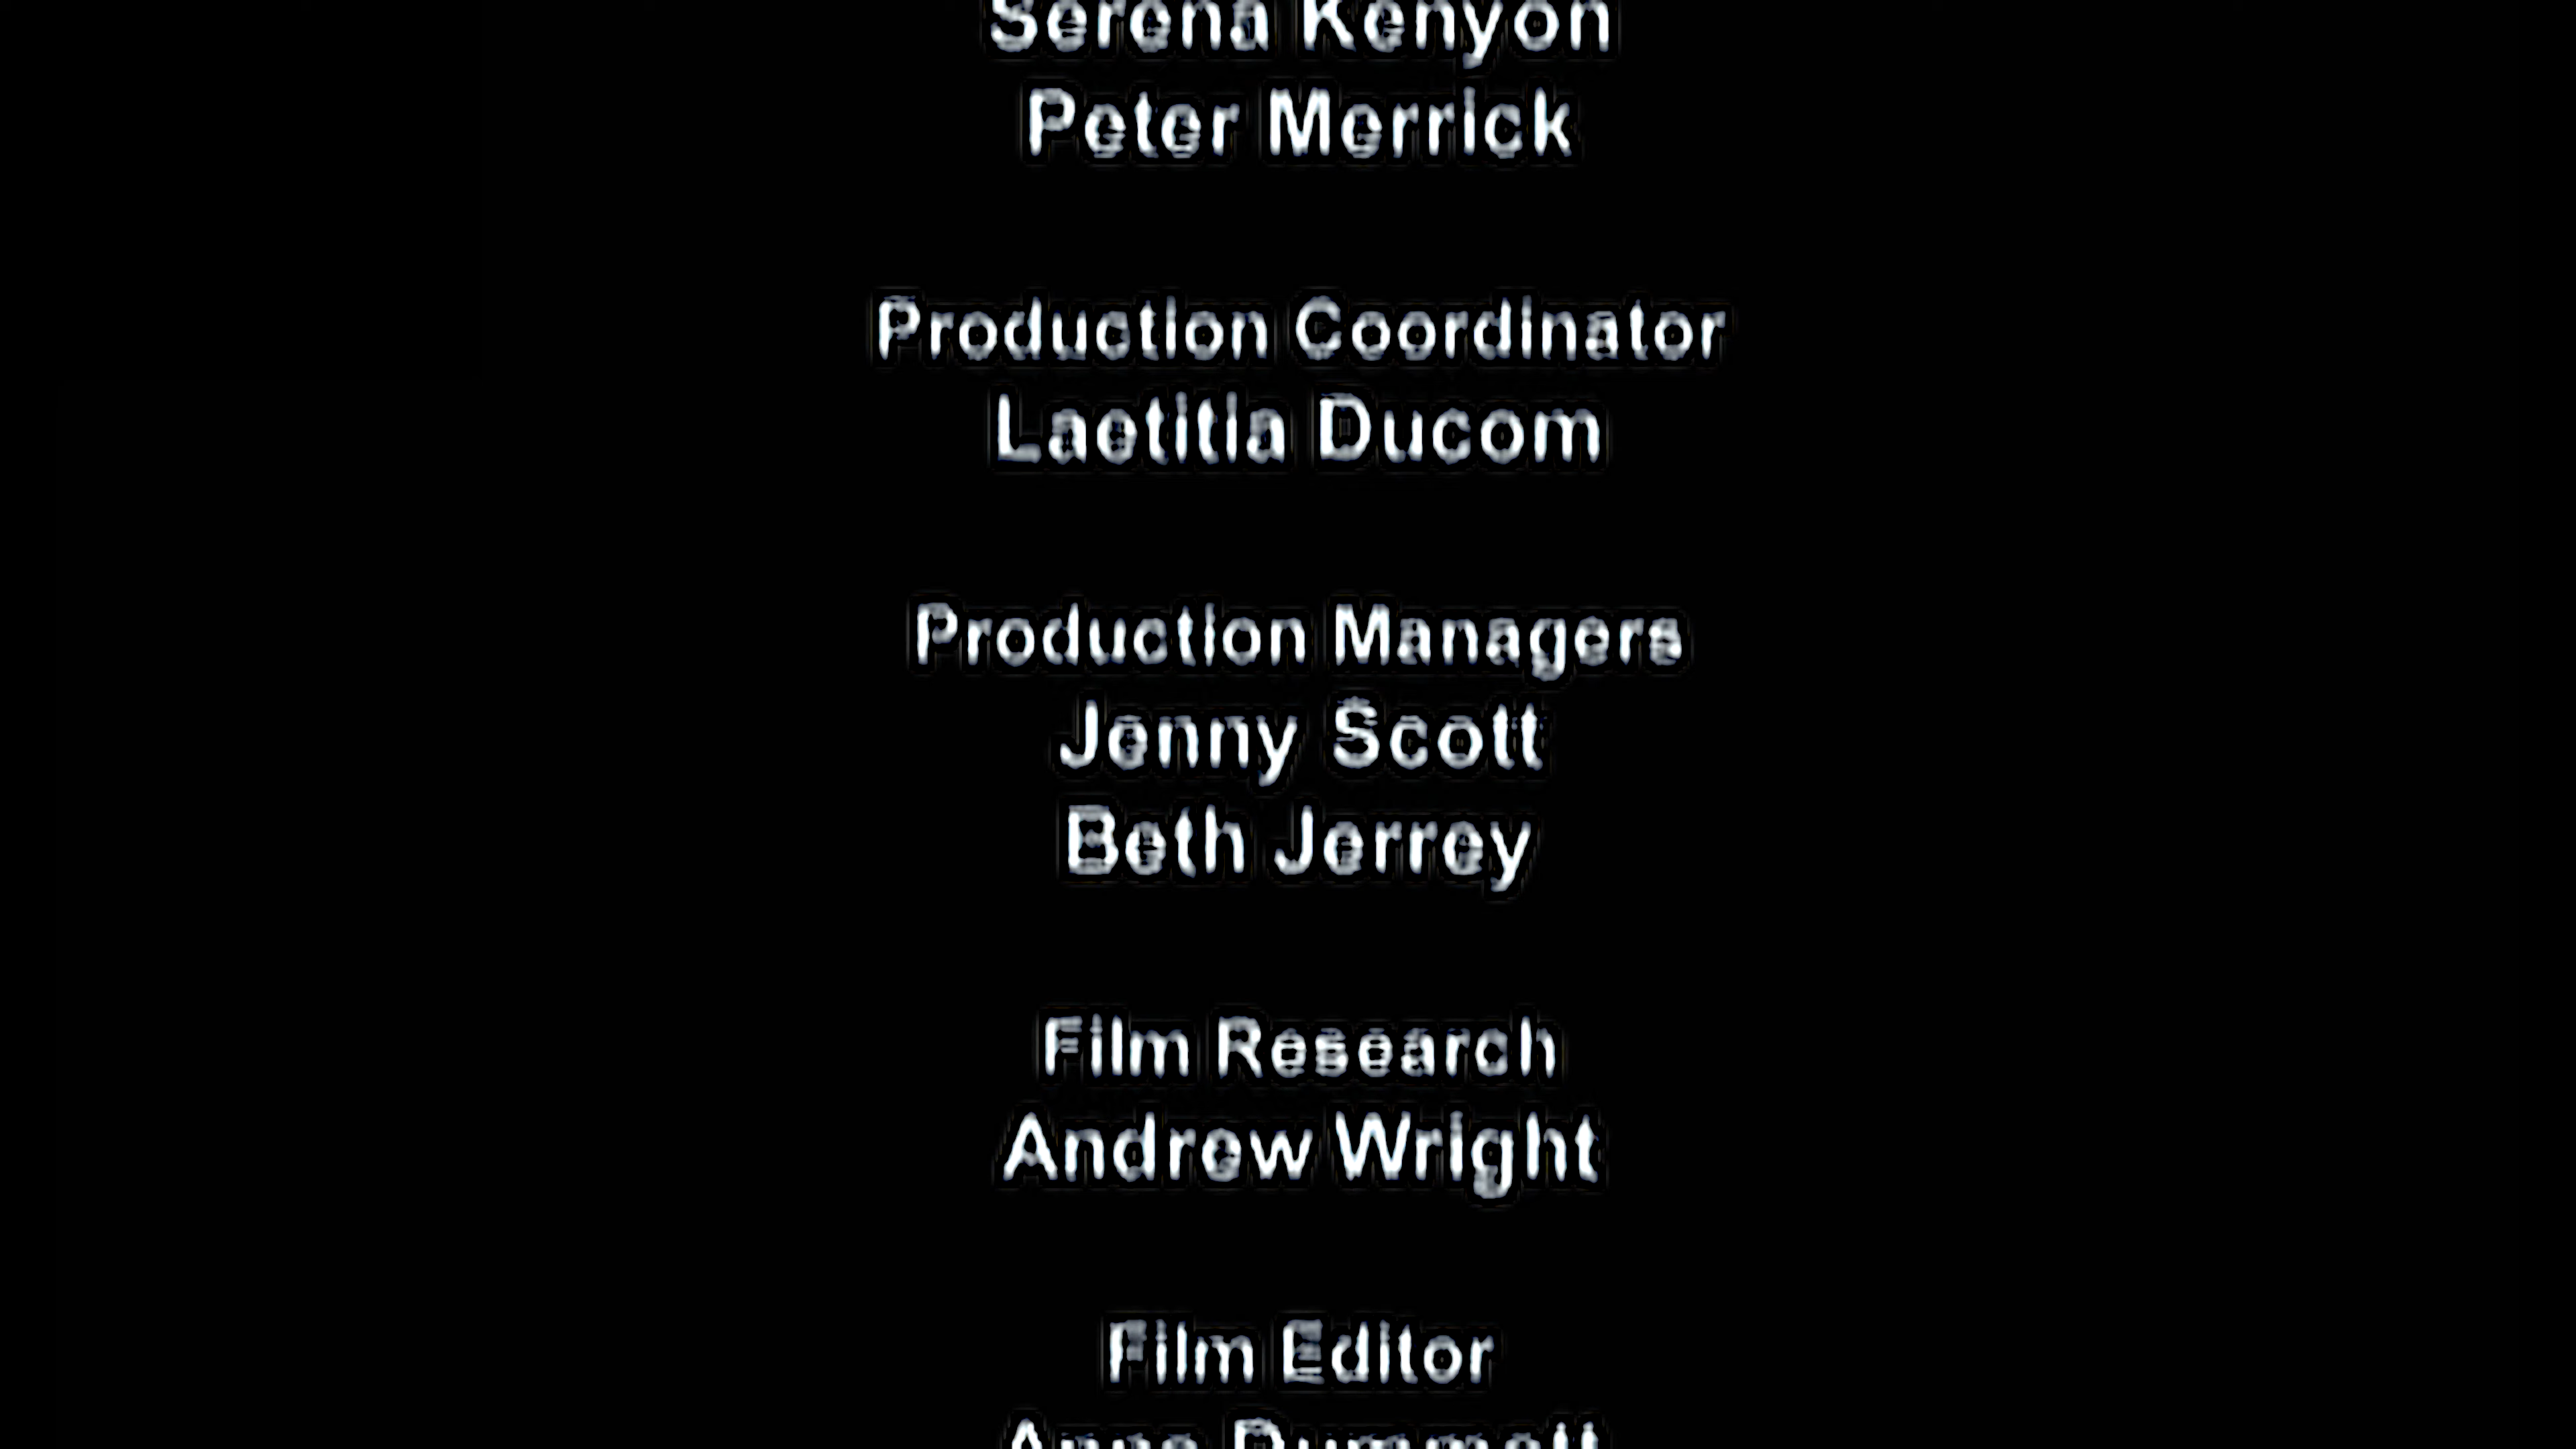 Serena Kenyon
Peter Merrick
Production Coordinator
Laetitia Ducom
Production Managers
Jenny Scott
Beth Jerrey
Film Research
Andrew Wright
Film Editor